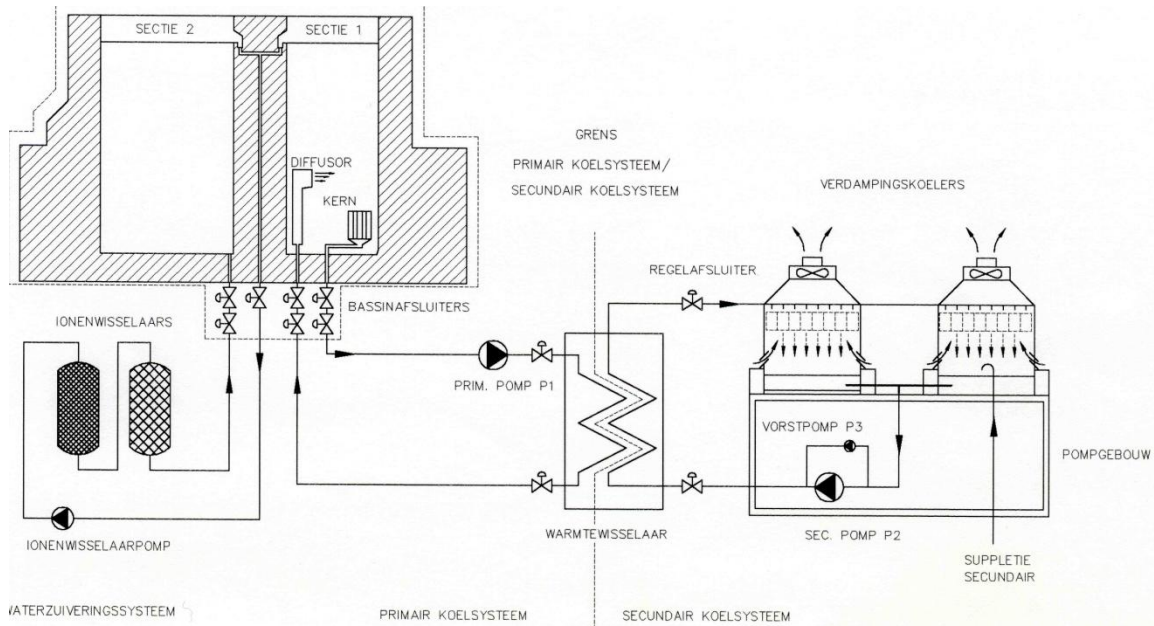 SECTIE 2
SECTIE 1
DIFFUSOR
KERN
GRENS
PRIMAIR KOELSYSTEEM/
SECUNDAIR KOELSYSTEEM
VERDAMPINGSKOELERS
REGELAFSLUITER
IONENWISSELAARS
BASSINAFSLUITERS
PRIM. POMP P1
VORSTPOMP P3
POMPGEBOUW
WARMTEWISSELAAR
SEC. POMP P2
IONENWISSELAARPOMP
SUPPLETIE
SECUNDAIR
WATERZUIVERINGSSYSTEEM
PRIMAIR KOELSYSTEEM
SECUNDAIR KOELSYSTEEM